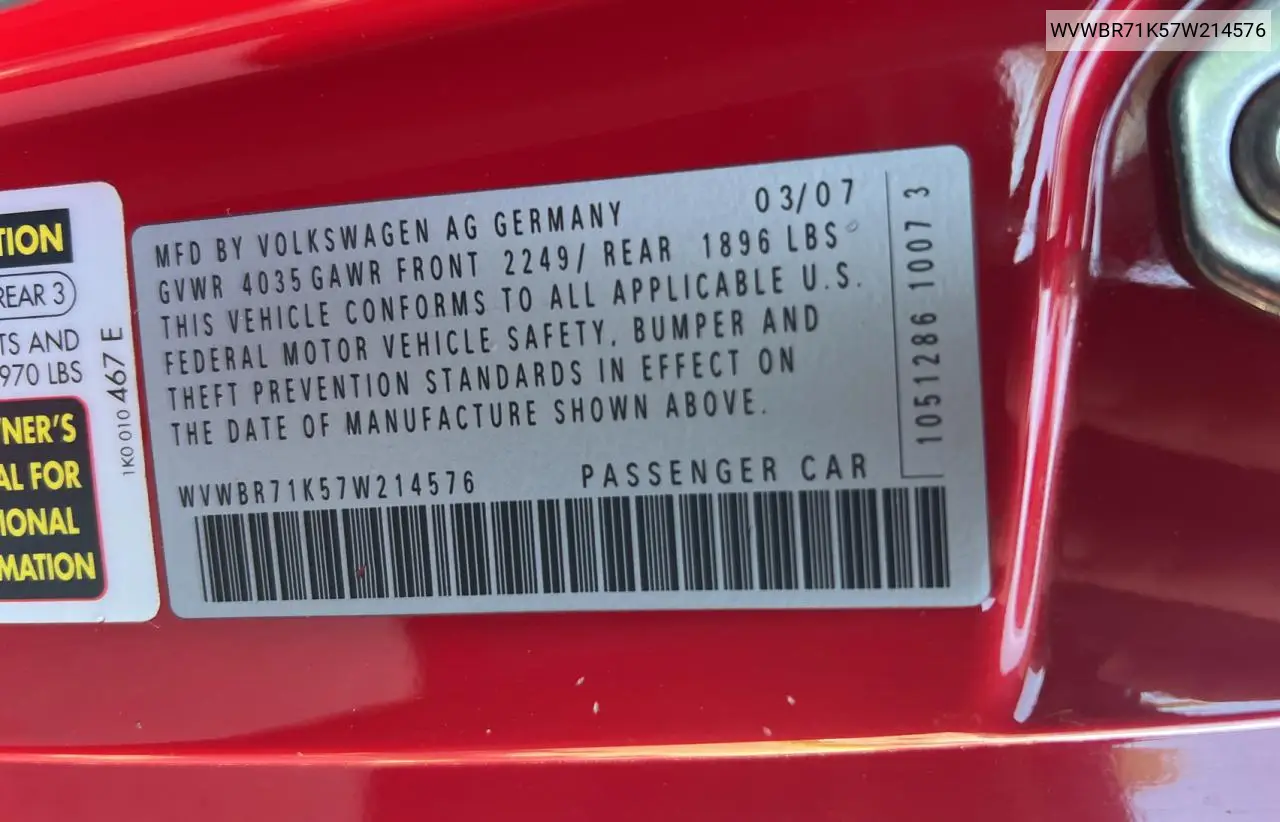 WVWBR71K57W214576
TION
REAR 3
TS AND
970 LBS
NER'S
AL FOR
IONAL
MATION
1K0 010 467 E
03/07
MFD BY VOLKSWAGEN AG GERMANY
GVWR 4035 GAWR FRONT 2249/ REAR 1896 LBS
THIS VEHICLE CONFORMS TO ALL APPLICABLE U.S.
FEDERAL MOTOR VEHICLE SAFETY, BUMPER AND
THEFT PREVENTION STANDARDS IN EFFECT ON
THE DATE OF MANUFACTURE SHOWN ABOVE.
WVWBR71K57W214576 PASSENGER CAR
1051286 1007 3